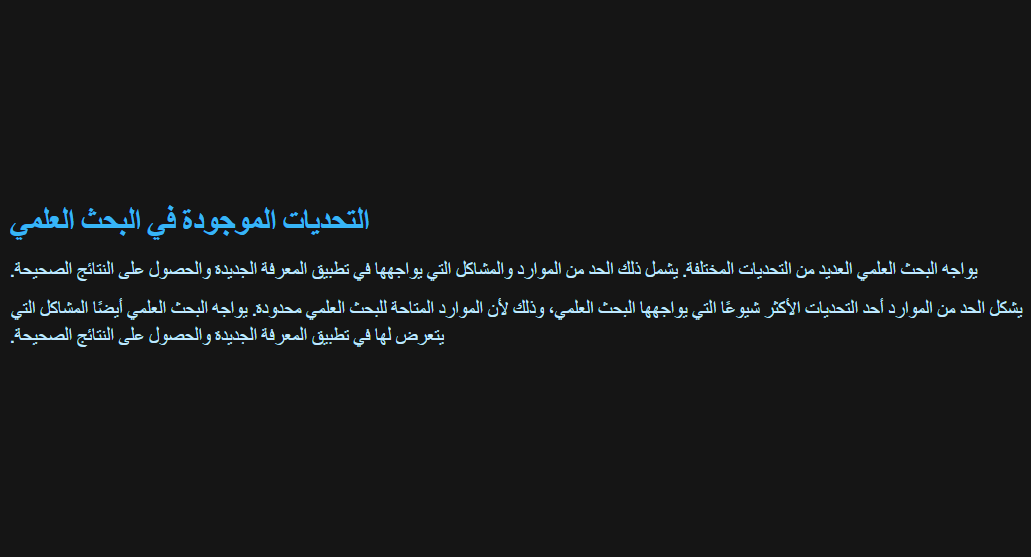 التحديات الموجودة في البحث العلمي
يواجه البحث العلمي العديد من التحديات المختلفة. يشمل ذلك الحد من الموارد والمشاكل التي يواجهها في تطبيق المعرفة الجديدة والحصول على النتائج الصحيحة.
يشكل الحد من الموارد أحد التحديات الأكثر شيوعًا التي يواجهها البحث العلمي، وذلك لأن الموارد المتاحة للبحث العلمي محدودة. يواجه البحث العلمي أيضًا المشاكل التي
يتعرض لها في تطبيق المعرفة الجديدة والحصول على النتائج الصحيحة.